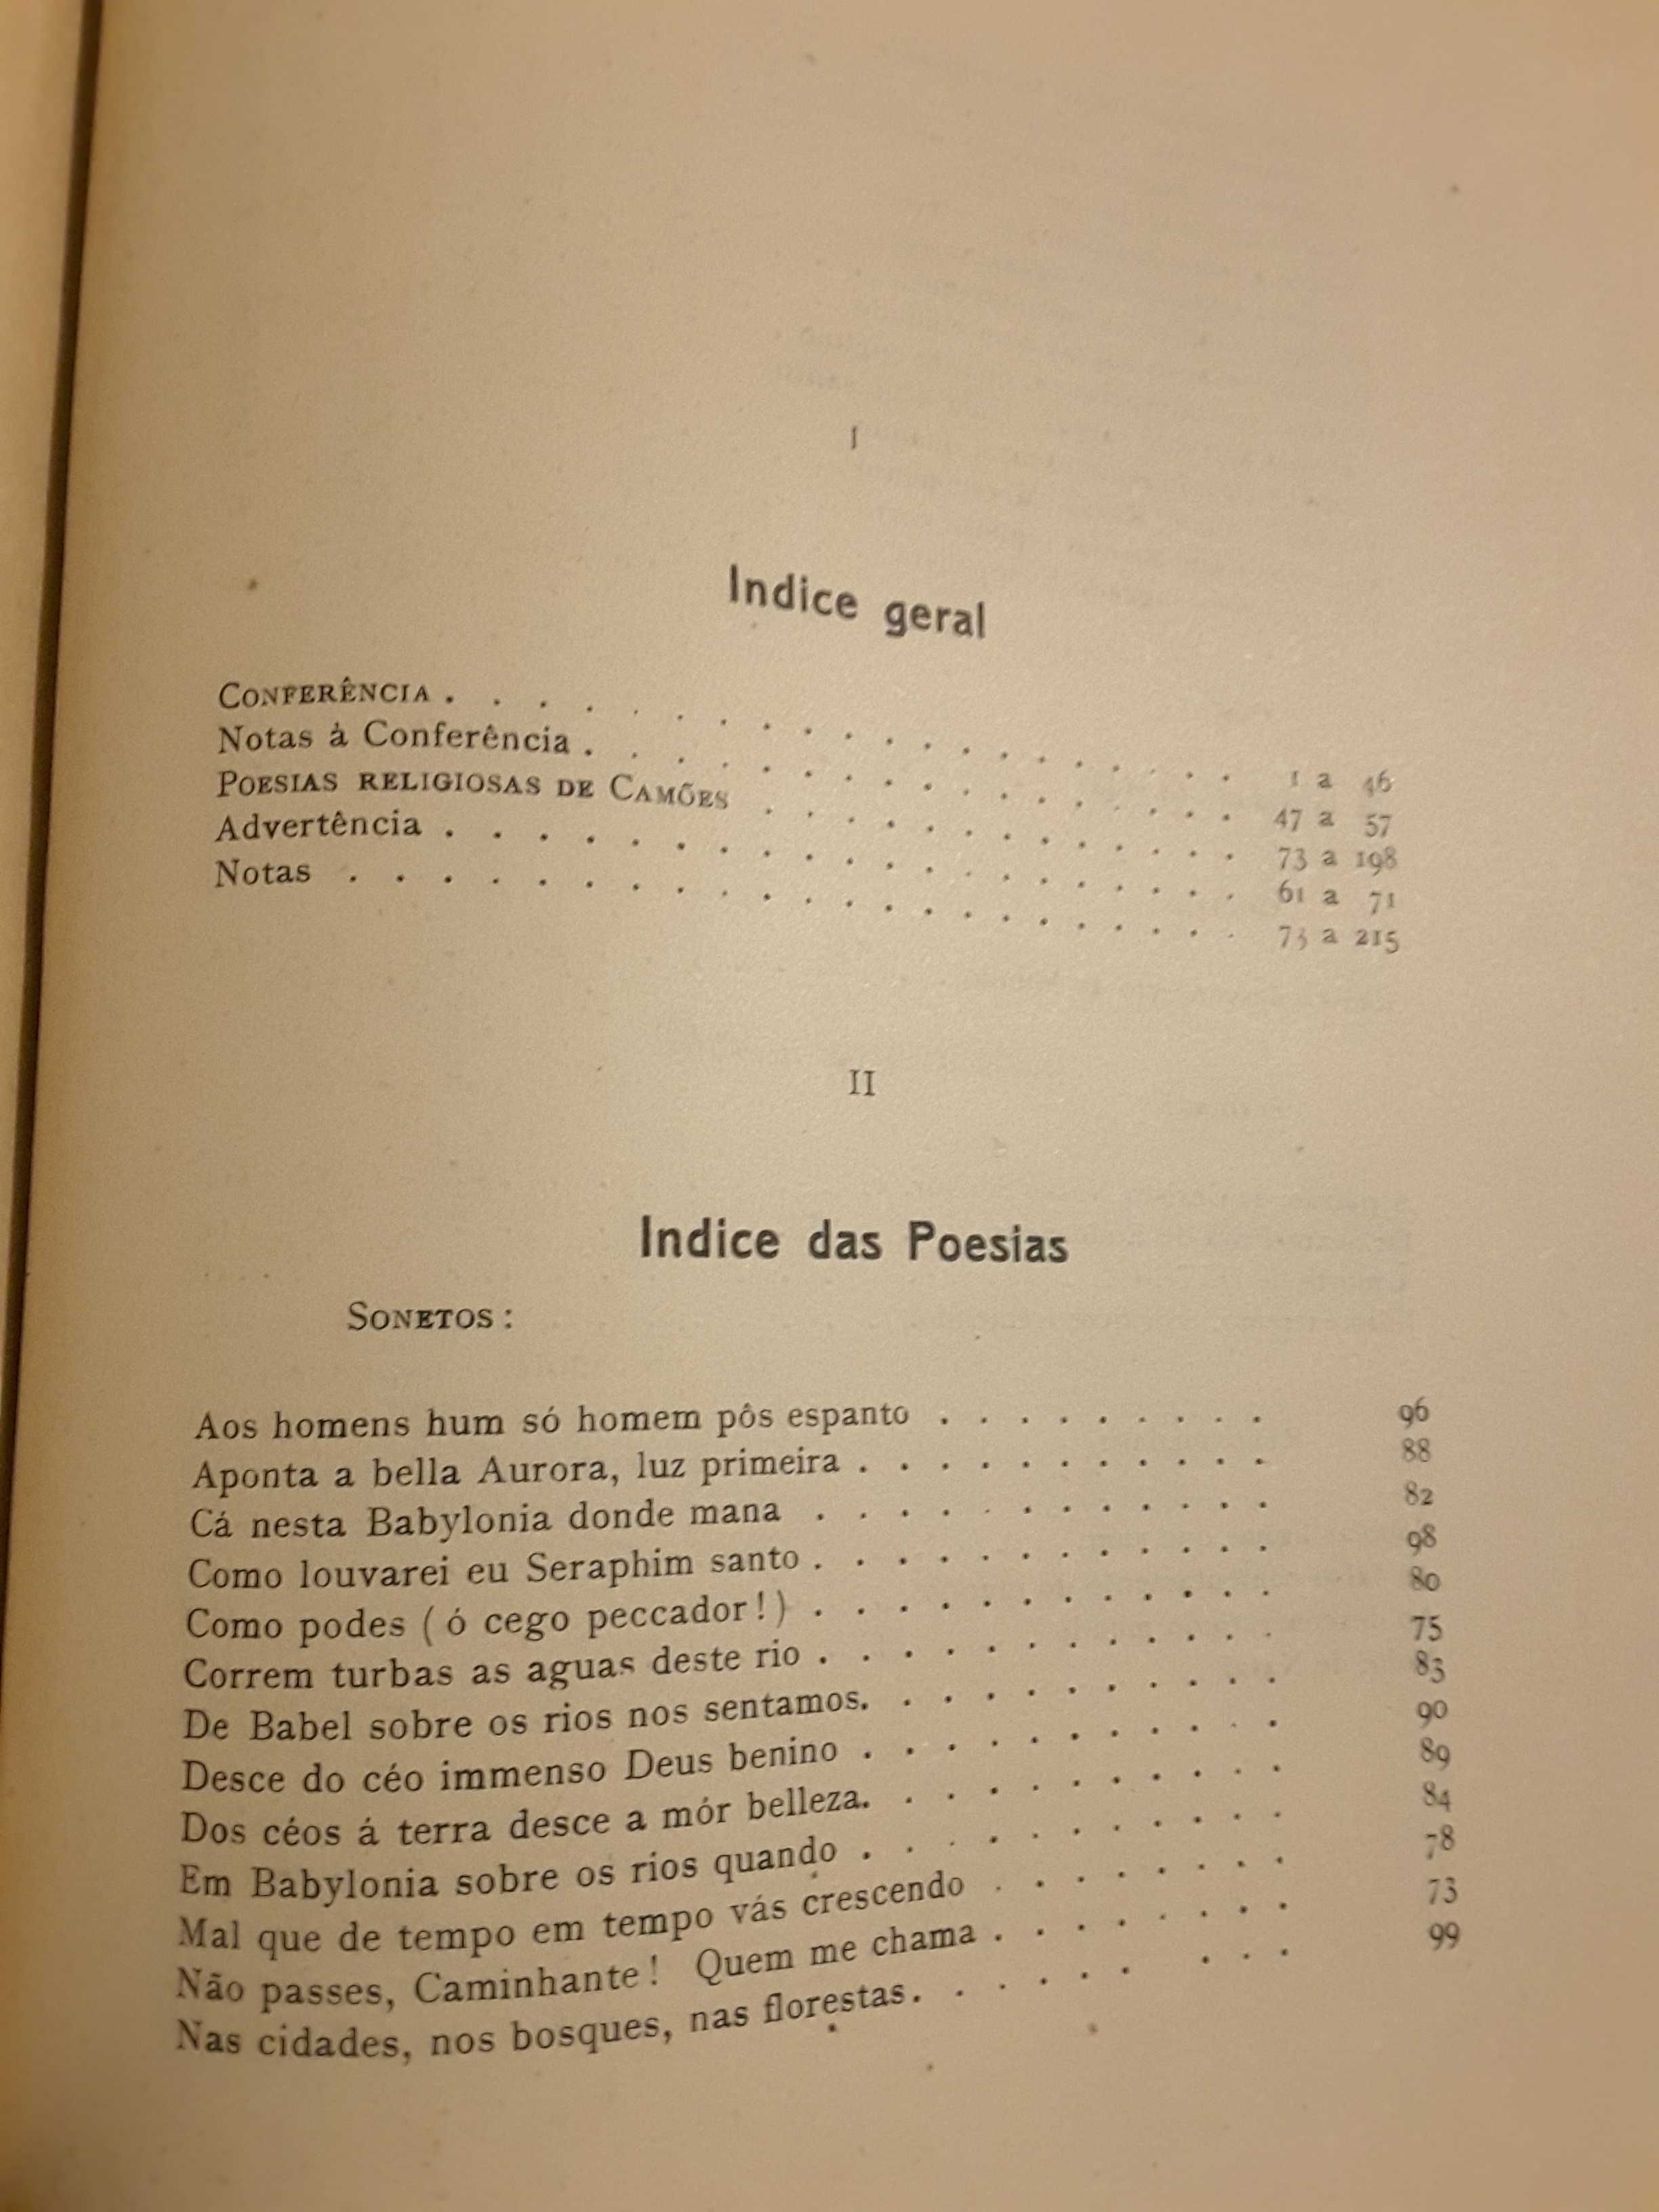 I
Indice geral
CONFERÊNCIA . . . . . . . . . . . . . . . . . . . 1 a 46
Notas à Conferência . . . . . . . . . . . . . . . . 47 a 57
POESIAS RELIGIOSAS DE CAMÕES . . . . . . . . . . . . 73 a 198
Advertência . . . . . . . . . . . . . . . . . . . 61 a 71
Notas . . . . . . . . . . . . . . . . . . . . . 73 a 215
II
Indice das Poesias
SONETOS:
Aos homens hum só homem pôs espanto . . . . . . . . . 96
Aponta a bella Aurora, luz primeira . . . . . . . . . . . 88
Cá nesta Babylonia donde mana . . . . . . . . . . . . 82
Como louvarei eu Seraphim santo . . . . . . . . . . . . 98
Como podes (ó cego peccador!) . . . . . . . . . . . . 80
Correm turbas as aguas deste rio . . . . . . . . . . . . 75
De Babel sobre os rios nos sentamos. . . . . . . . . . . 83
Desce do céo immenso Deus benino . . . . . . . . . . . 90
Dos céos á terra desce a mór belleza. . . . . . . . . . . 89
Em Babylonia sobre os rios quando . . . . . . . . . . . 84
Mal que de tempo em tempo vás crescendo . . . . . . . . 78
Não passes, Caminhante! Quem me chama . . . . . . . . 73
Nas cidades, nos bosques, nas florestas. . . . . . . . . 99